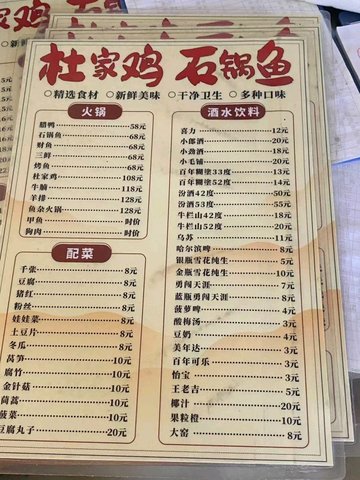 杜家鸡 石锅鱼
○精选食材 ○新鲜美味 ○干净卫生 ○多种口味
火锅
腊鸭 58元
石锅鱼 68元
财鱼 68元
三鲜 68元
烤鱼 68元
杜家鸡 108元
牛腩 118元
羊排 128元
鱼杂火锅 128元
甲鱼 时价
狗肉 时价
配菜
千张 8元
豆腐 8元
猪红 8元
粉丝 8元
娃娃菜 8元
土豆片 8元
冬瓜 8元
莴笋 10元
腐竹 10元
金针菇 10元
茼蒿 10元
菠菜 10元
豆腐丸子 20元
酒水饮料
喜力 12元
小郎酒 20元
小劲酒 18元
小毛铺 20元
百年糊塗33度 13元
百年糊塗52度 14元
汾酒42度 50元
汾酒53度 55元
牛栏山42度 18元
牛栏山52度 18元
乌苏 11元
哈尔滨啤 8元
银瓶雪花纯生 10元
金瓶雪花纯生 10元
勇闯天涯 7元
蓝瓶勇闯天涯 8元
菠萝啤 4元
酸梅汤 3元
豆奶 4元
美年达 3元
百年可乐 3元
怡宝 3元
王老吉 5元
椰汁 20元
果粒橙 10元
大窑 8元